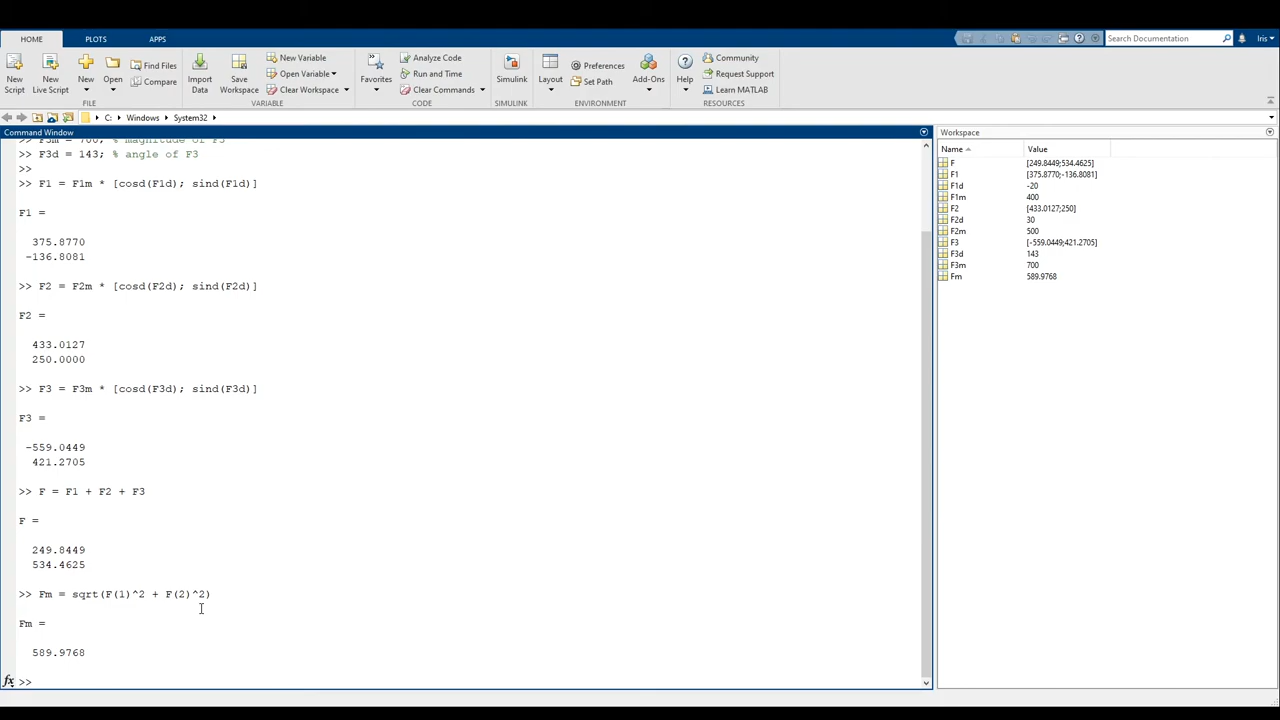 HOME PLOTS APPS
Search Documentation
Iris
New Script
New Live Script
New
Open
Find Files
Compare
Import Data
Save Workspace
New Variable
Open Variable
Clear Workspace
Favorites
Analyze Code
Run and Time
Clear Commands
Simulink
Layout
Preferences
Set Path
Add-Ons
Help
Community
Request Support
Learn MATLAB
FILE VARIABLE CODE SIMULINK ENVIRONMENT RESOURCES
C: Windows System32
Command Window
>> F3m = 700; % magnitude of F3
>> F3d = 143; % angle of F3
>>
>> F1 = F1m * [cosd(F1d); sind(F1d)]
F1 =
375.8770
-136.8081
>> F2 = F2m * [cosd(F2d); sind(F2d)]
F2 =
433.0127
250.0000
>> F3 = F3m * [cosd(F3d); sind(F3d)]
F3 =
-559.0449
421.2705
>> F = F1 + F2 + F3
F =
249.8449
534.4625
>> Fm = sqrt(F(1)^2 + F(2)^2)
Fm =
589.9768
fx >>
Workspace
Name Value
F [249.8449;534.4625]
F1 [375.8770;-136.8081]
F1d -20
F1m 400
F2 [433.0127;250]
F2d 30
F2m 500
F3 [-559.0449;421.2705]
F3d 143
F3m 700
Fm 589.9768